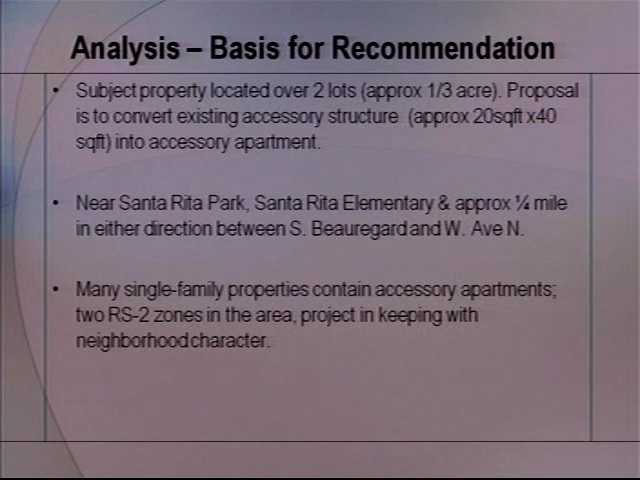 Analysis – Basis for Recommendation
• Subject property located over 2 lots (approx 1/3 acre). Proposal
is to convert existing accessory structure (approx 20sqft x40
sqft) into accessory apartment.
• Near Santa Rita Park, Santa Rita Elementary & approx ¼ mile
in either direction between S. Beauregard and W. Ave N.
• Many single-family properties contain accessory apartments;
two RS-2 zones in the area, project in keeping with
neighborhood character.